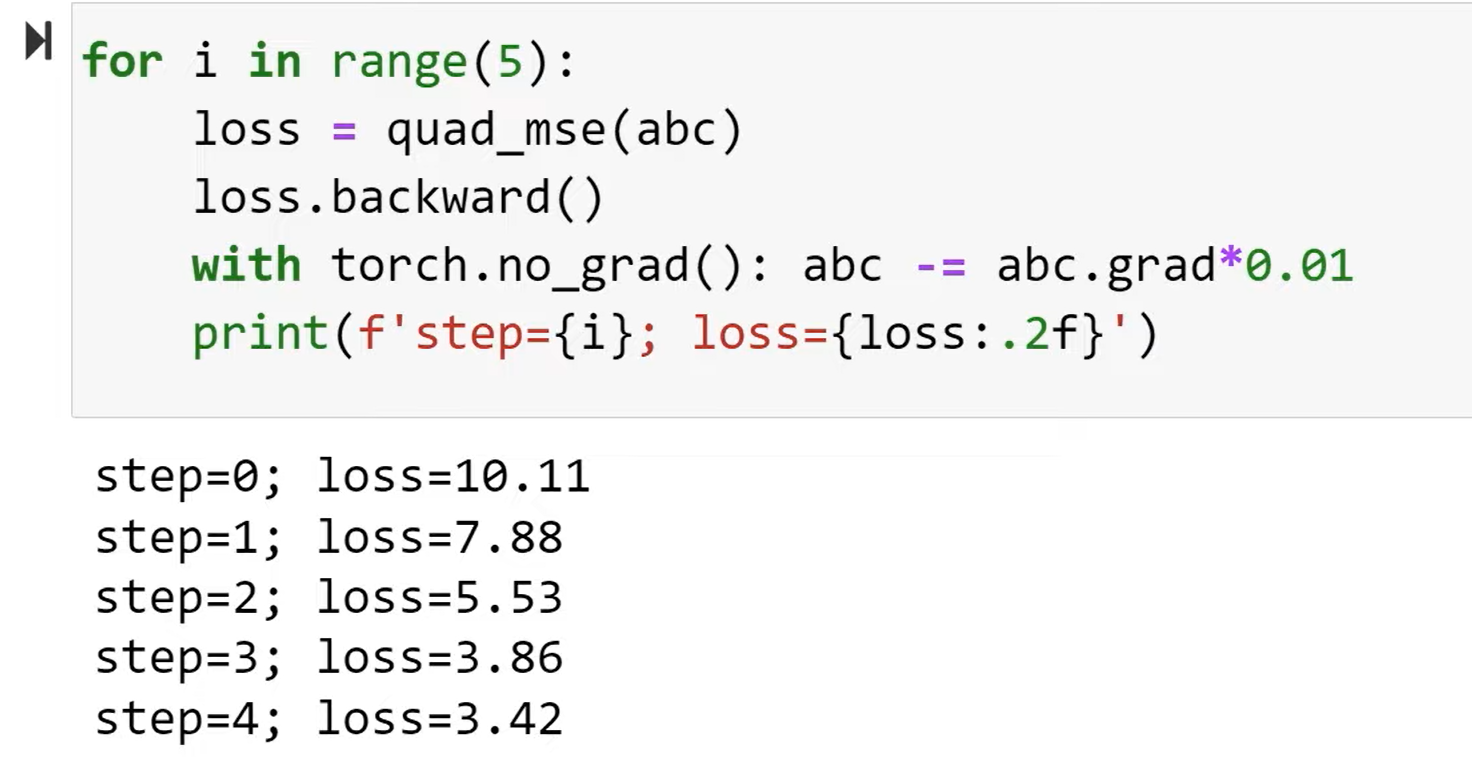 for i in range(5):
    loss = quad_mse(abc)
    loss.backward()
    with torch.no_grad(): abc -= abc.grad*0.01
    print(f'step={i}; loss={loss:.2f}')
step=0; loss=10.11
step=1; loss=7.88
step=2; loss=5.53
step=3; loss=3.86
step=4; loss=3.42